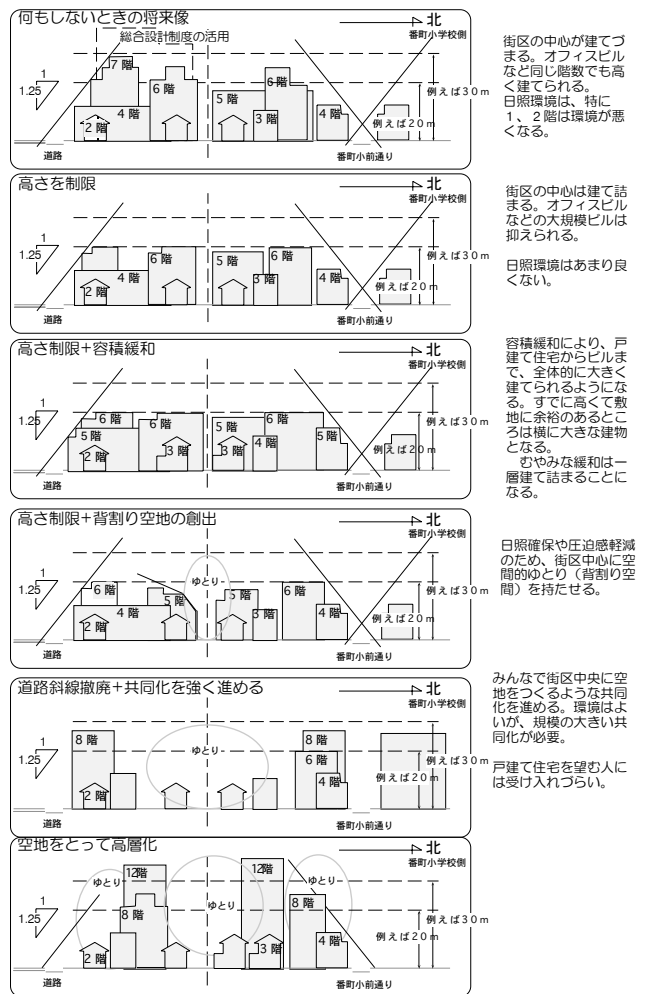 何もしないときの将来像
北
番町小学校側
総合設計制度の活用
7 階
6 階
6 階
5 階
4 階
3 階
4 階
2 階
1
1.25
例えば30m
例えば20m
道路
番町小前通り
街区の中心が建てづ
まる。オフィスビル
など同じ階数でも高
く建てられる。
日照環境は、特に
1、2階は環境が悪
くなる。
高さを制限
北
番町小学校側
6 階
5 階
6 階
4 階
3 階
4 階
2 階
1
1.25
例えば30m
例えば20m
道路
番町小前通り
街区の中心は建て詰
まる。オフィスビル
などの大規模ビルは
抑えられる。
日照環境はあまり良
くない。
高さ制限+容積緩和
北
番町小学校側
6 階
6 階
6 階
5 階
5 階
4 階
2 階
3 階
3 階
1
1.25
例えば30m
例えば20m
道路
番町小前通り
容積緩和により、戸
建て住宅からビルま
で、全体的に大きく
建てられるようにな
る。すでに高くて敷
地に余裕のあるとこ
ろは横に大きな建物
となる。
むやみな緩和は一
層建て詰まることに
なる。
高さ制限+背割り空地の創出
北
番町小学校側
ゆとり
6 階
5 階
5 階
6 階
4 階
3 階
4 階
2 階
1
1.25
例えば30m
例えば20m
道路
番町小前通り
日照確保や圧迫感軽減
のため、街区中心に空
間的ゆとり（背割り空
間）を持たせる。
道路斜線撤廃+共同化を強く進める
北
番町小学校側
8 階
8 階
ゆとり
6 階
4 階
2 階
1
1.25
例えば30m
例えば20m
道路
番町小前通り
みんなで街区中央に空
地をつくるような共同
化を進める。環境はよ
いが、規模の大きい共
同化が必要。
戸建て住宅を望む人に
は受け入れづらい。
空地をとって高層化
北
番町小学校側
12階
12階
ゆとり
ゆとり
ゆとり
8 階
8 階
2 階
3 階
4 階
1
1.25
例えば30m
例えば20m
道路
番町小前通り